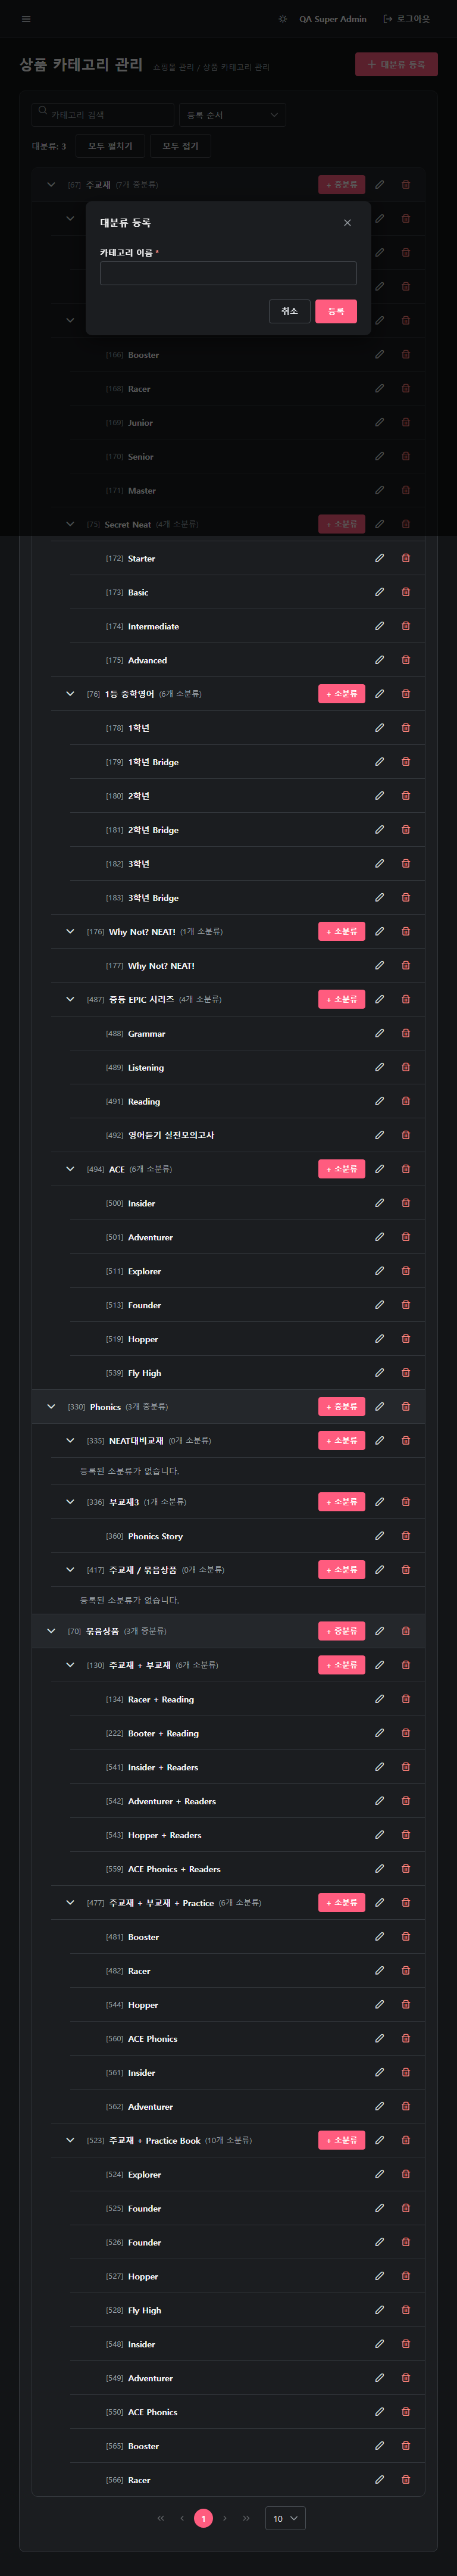 QA Super Admin 로그아웃
상품 카테고리 관리 쇼핑몰 관리 / 상품 카테고리 관리 + 대분류 등록
카테고리 검색 등록 순서
대분류: 3 모두 펼치기 모두 접기
[67] 주교재 (7개 중분류) + 중분류
대분류 등록
카테고리 이름 *
취소 등록
[166] Booster
[168] Racer
[169] Junior
[170] Senior
[171] Master
[75] Secret Neat (4개 소분류) + 소분류
[172] Starter
[173] Basic
[174] Intermediate
[175] Advanced
[76] 1등 중학영어 (6개 소분류) + 소분류
[178] 1학년
[179] 1학년 Bridge
[180] 2학년
[181] 2학년 Bridge
[182] 3학년
[183] 3학년 Bridge
[176] Why Not? NEAT! (1개 소분류) + 소분류
[177] Why Not? NEAT!
[487] 중등 EPIC 시리즈 (4개 소분류) + 소분류
[488] Grammar
[489] Listening
[491] Reading
[492] 영어듣기 실전모의고사
[494] ACE (6개 소분류) + 소분류
[500] Insider
[501] Adventurer
[511] Explorer
[513] Founder
[519] Hopper
[539] Fly High
[330] Phonics (3개 중분류) + 중분류
[335] NEAT대비교재 (0개 소분류) + 소분류
등록된 소분류가 없습니다.
[336] 부교재3 (1개 소분류) + 소분류
[360] Phonics Story
[417] 주교재 / 묶음상품 (0개 소분류) + 소분류
등록된 소분류가 없습니다.
[70] 묶음상품 (3개 중분류) + 중분류
[130] 주교재 + 부교재 (6개 소분류) + 소분류
[134] Racer + Reading
[222] Booter + Reading
[541] Insider + Readers
[542] Adventurer + Readers
[543] Hopper + Readers
[559] ACE Phonics + Readers
[477] 주교재 + 부교재 + Practice (6개 소분류) + 소분류
[481] Booster
[482] Racer
[544] Hopper
[560] ACE Phonics
[561] Insider
[562] Adventurer
[523] 주교재 + Practice Book (10개 소분류) + 소분류
[524] Explorer
[525] Founder
[526] Founder
[527] Hopper
[528] Fly High
[548] Insider
[549] Adventurer
[550] ACE Phonics
[565] Booster
[566] Racer
1 10